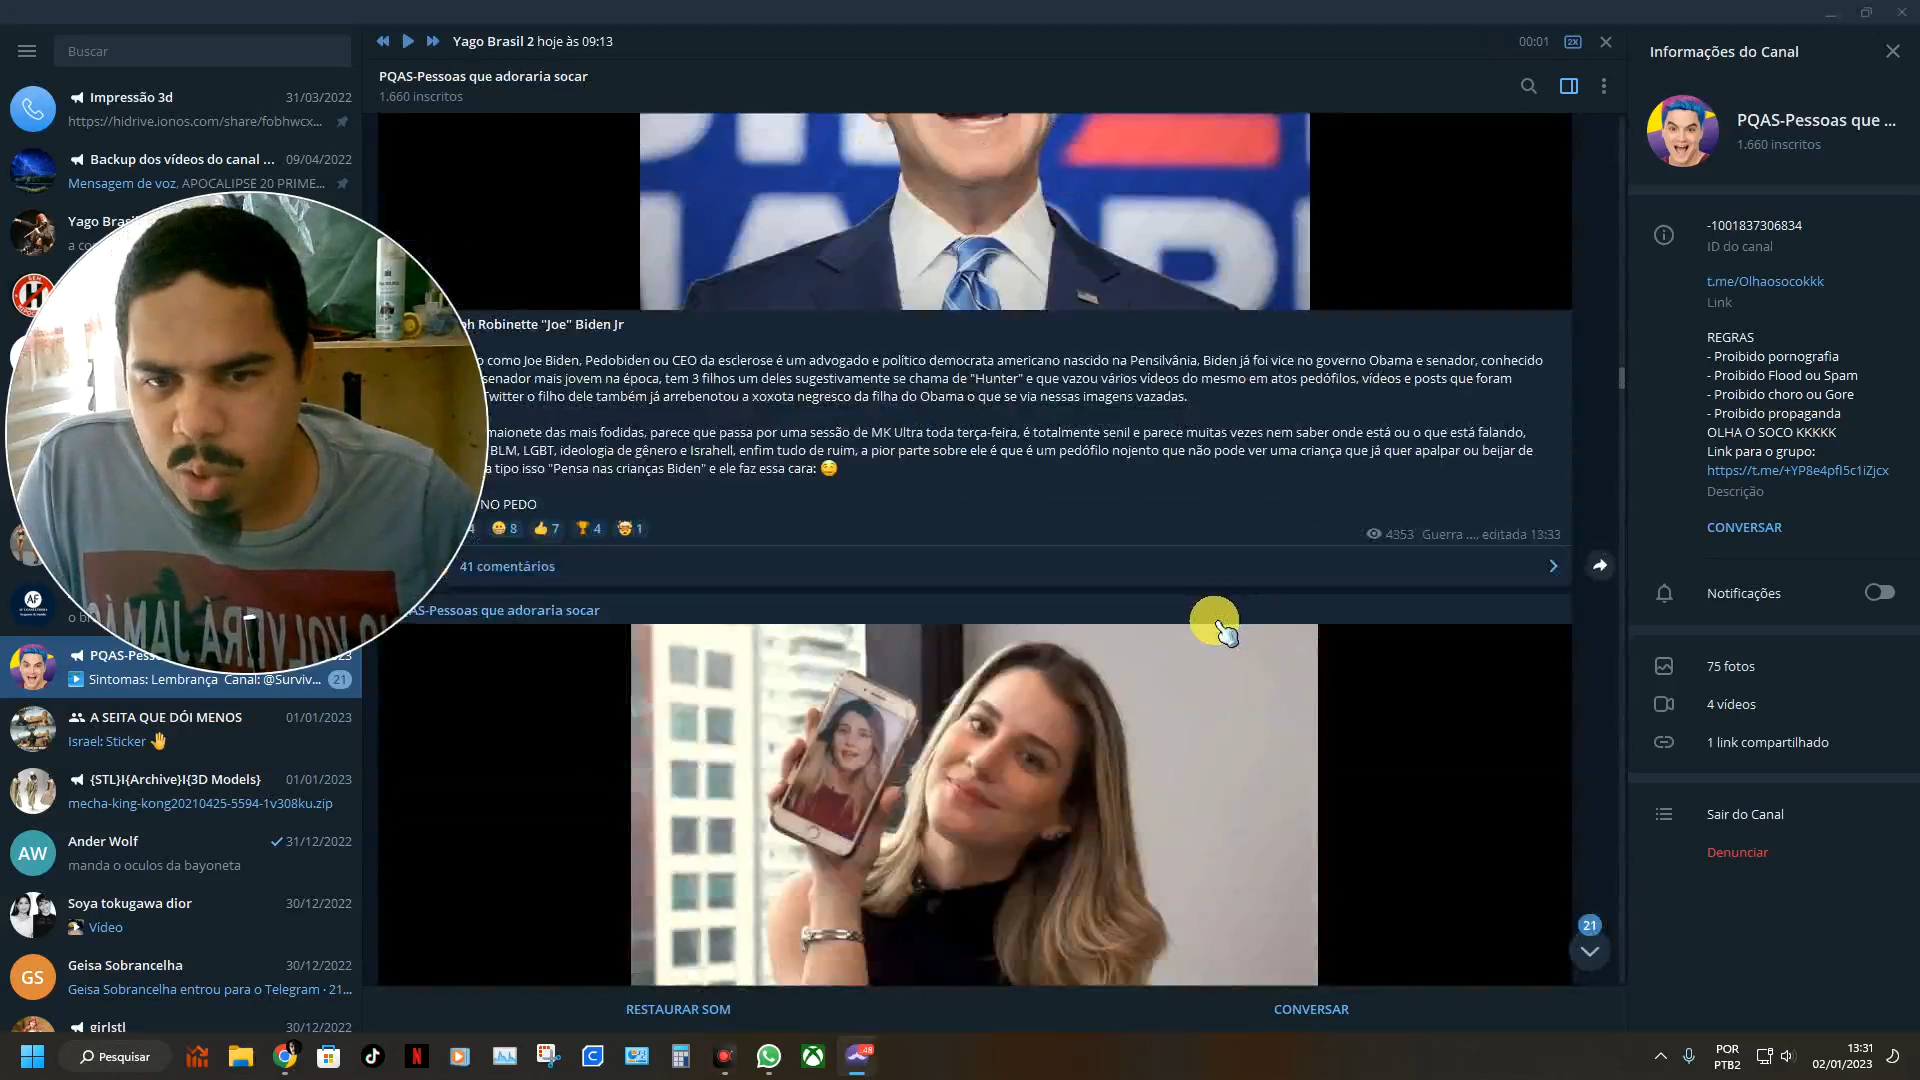 Buscar
Impressão 3d 31/03/2022
https://hidrive.ionos.com/share/fobhwcx...
Backup dos vídeos do canal ... 09/04/2022
Mensagem de voz, APOCALIPSE 20 PRIME...
Yago Bras
a co
AF
o b
PQAS-Pess 2023
Sintomas: Lembrança Canal: @Surviv... 21
A SEITA QUE DÓI MENOS 01/01/2023
Israel: Sticker
{STL}I{Archive}I{3D Models} 01/01/2023
mecha-king-kong20210425-5594-1v308ku.zip
AW
Ander Wolf 31/12/2022
manda o oculos da bayoneta
Soya tokugawa dior 30/12/2022
Vídeo
GS
Geisa Sobrancelha 30/12/2022
Geisa Sobrancelha entrou para o Telegram · 21...
girlstl 30/12/2022
Yago Brasil 2 hoje às 09:13 00:01 2X
PQAS-Pessoas que adoraria socar
1.660 inscritos
ph Robinette "Joe" Biden Jr
o como Joe Biden, Pedobiden ou CEO da esclerose é um advogado e político democrata americano nascido na Pensilvânia, Biden já foi vice no governo Obama e senador, conhecido
senador mais jovem na época, tem 3 filhos um deles sugestivamente se chama de "Hunter" e que vazou vários vídeos do mesmo em atos pedófilos, vídeos e posts que foram
Twitter o filho dele também já arrebenotou a xoxota negresco da filha do Obama o que se via nessas imagens vazadas.
maionete das mais fodidas, parece que passa por uma sessão de MK Ultra toda terça-feira, é totalmente senil e parece muitas vezes nem saber onde está ou o que está falando,
BLM, LGBT, ideologia de gênero e Israhell, enfim tudo de ruim, a pior parte sobre ele é que é um pedófilo nojento que não pode ver uma criança que já quer apalpar ou beijar de
a tipo isso "Pensa nas crianças Biden" e ele faz essa cara: 😋
NO PEDO
4 😁 8 👍 7 🏆 4 🤯 1
4353 Guerra ..., editada 13:33
41 comentários
AS-Pessoas que adoraria socar
21
RESTAURAR SOM CONVERSAR
Informações do Canal
PQAS-Pessoas que ...
1.660 inscritos
-1001837306834
ID do canal
t.me/Olhaosocokkk
Link
REGRAS
- Proibido pornografia
- Proibido Flood ou Spam
- Proibido choro ou Gore
- Proibido propaganda
OLHA O SOCO KKKKK
Link para o grupo:
https://t.me/+YP8e4pfI5c1iZjcx
Descrição
CONVERSAR
Notificações
75 fotos
4 vídeos
1 link compartilhado
Sair do Canal
Denunciar
Pesquisar
48
POR
PTB2
13:31
02/01/2023